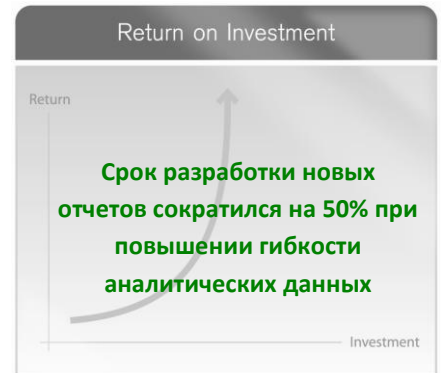 Return on Investment
Return
Срок разработки новых
отчетов сократился на 50% при
повышении гибкости
аналитических данных
Investment